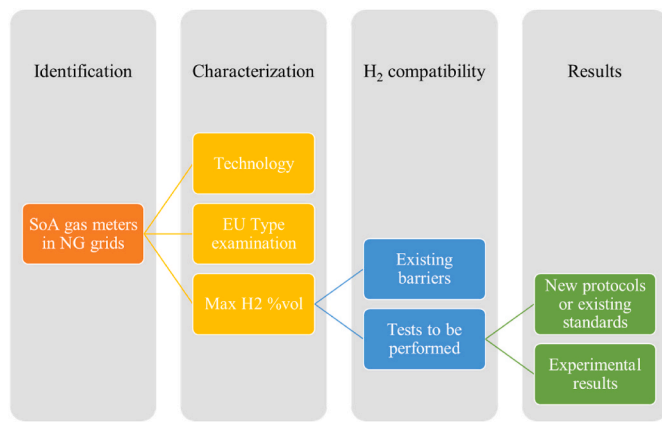 Identification
Characterization
H₂ compatibility
Results
SoA gas meters
in NG grids
Technology
EU Type
examination
Max H2 %vol
Existing
barriers
Tests to be
performed
New protocols
or existing
standards
Experimental
results